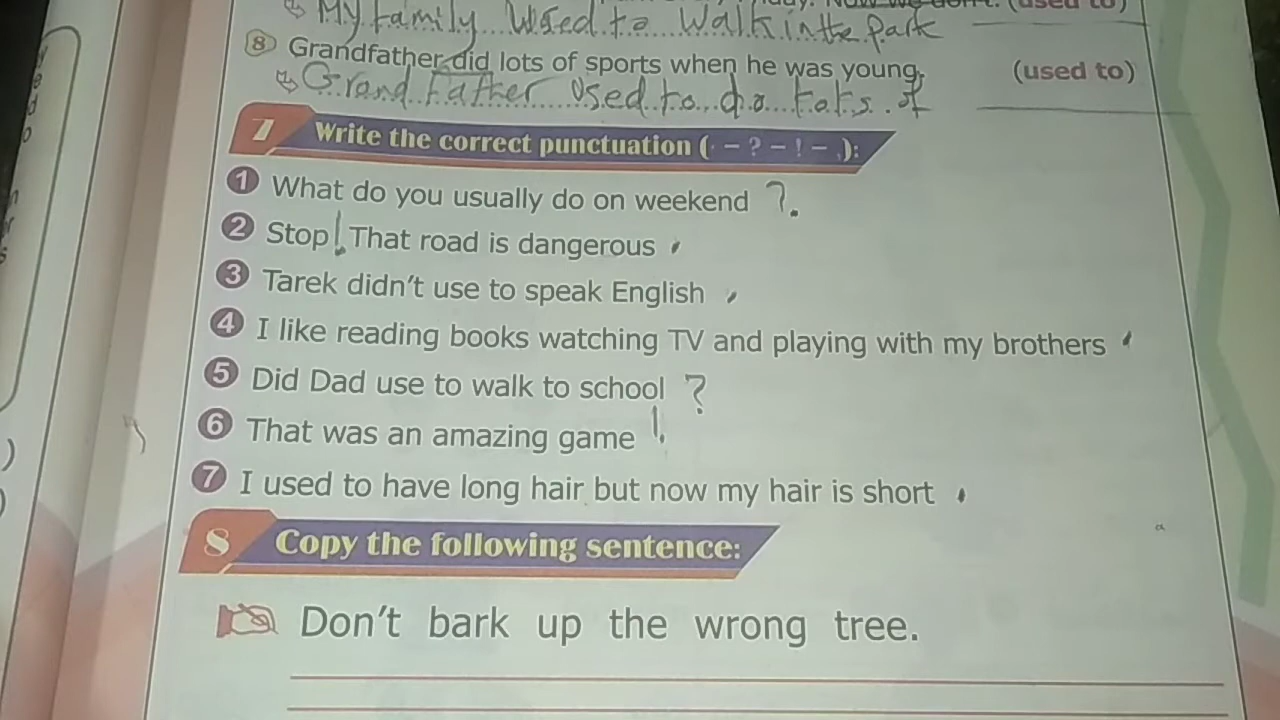 My family used to walk in the park
8 Grandfather did lots of sports when he was young. (used to)
Grand Father used to do
7 Write the correct punctuation ( . – ? – ! – , ):
1 What do you usually do on weekend ?.
2 Stop! That road is dangerous .
3 Tarek didn't use to speak English .
4 I like reading books watching TV and playing with my brothers .
5 Did Dad use to walk to school ?
6 That was an amazing game !.
7 I used to have long hair but now my hair is short .
8 Copy the following sentence:
Don't bark up the wrong tree.